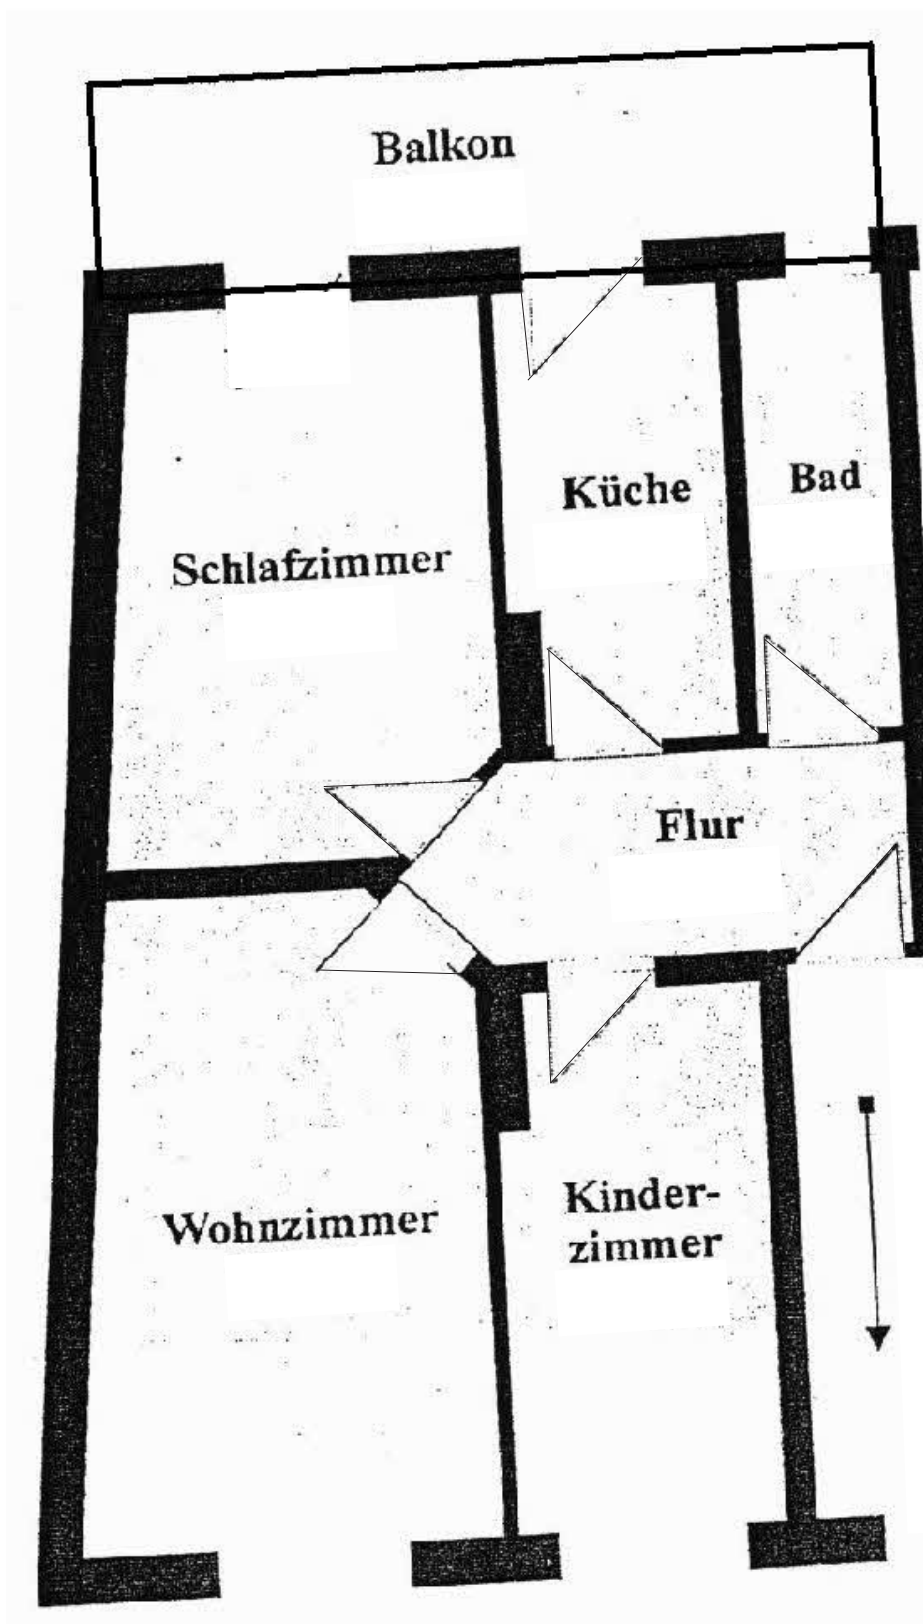 Balkon
Küche
Bad
Schlafzimmer
Flur
Kinder-
zimmer
Wohnzimmer